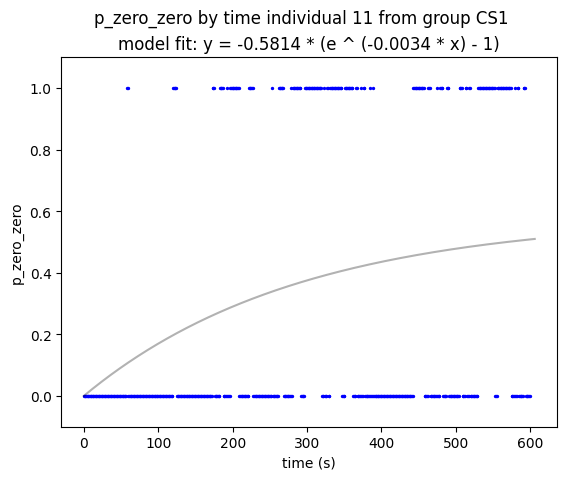 p_zero_zero by time individual 11 from group CS1
model fit: y = -0.5814 * (e ^ (-0.0034 * x) - 1)
1.0
0.8
0.6
0.4
0.2
0.0
p_zero_zero
0 100 200 300 400 500 600
time (s)